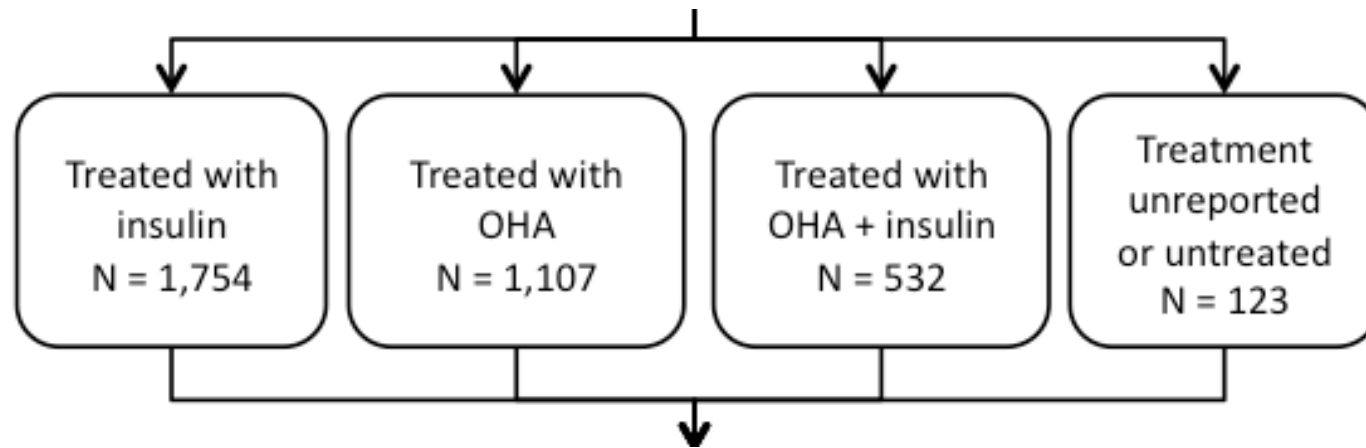 Treated with
insulin
N = 1,754
Treated with
OHA
N = 1,107
Treated with
OHA + insulin
N = 532
Treatment
unreported
or untreated
N = 123